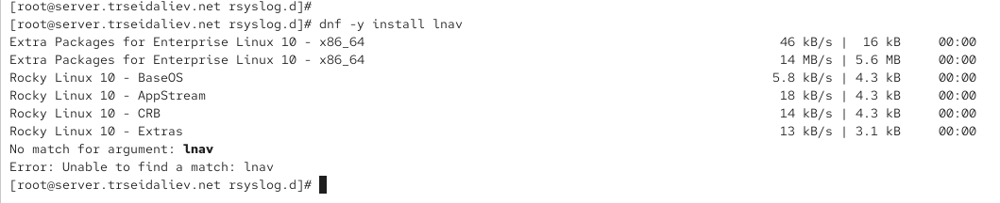 [root@server.trseidaliev.net rsyslog.d]#
[root@server.trseidaliev.net rsyslog.d]# dnf -y install lnav
Extra Packages for Enterprise Linux 10 - x86_64 46 kB/s | 16 kB 00:00
Extra Packages for Enterprise Linux 10 - x86_64 14 MB/s | 5.6 MB 00:00
Rocky Linux 10 - BaseOS 5.8 kB/s | 4.3 kB 00:00
Rocky Linux 10 - AppStream 18 kB/s | 4.3 kB 00:00
Rocky Linux 10 - CRB 14 kB/s | 4.3 kB 00:00
Rocky Linux 10 - Extras 13 kB/s | 3.1 kB 00:00
No match for argument: lnav
Error: Unable to find a match: lnav
[root@server.trseidaliev.net rsyslog.d]#